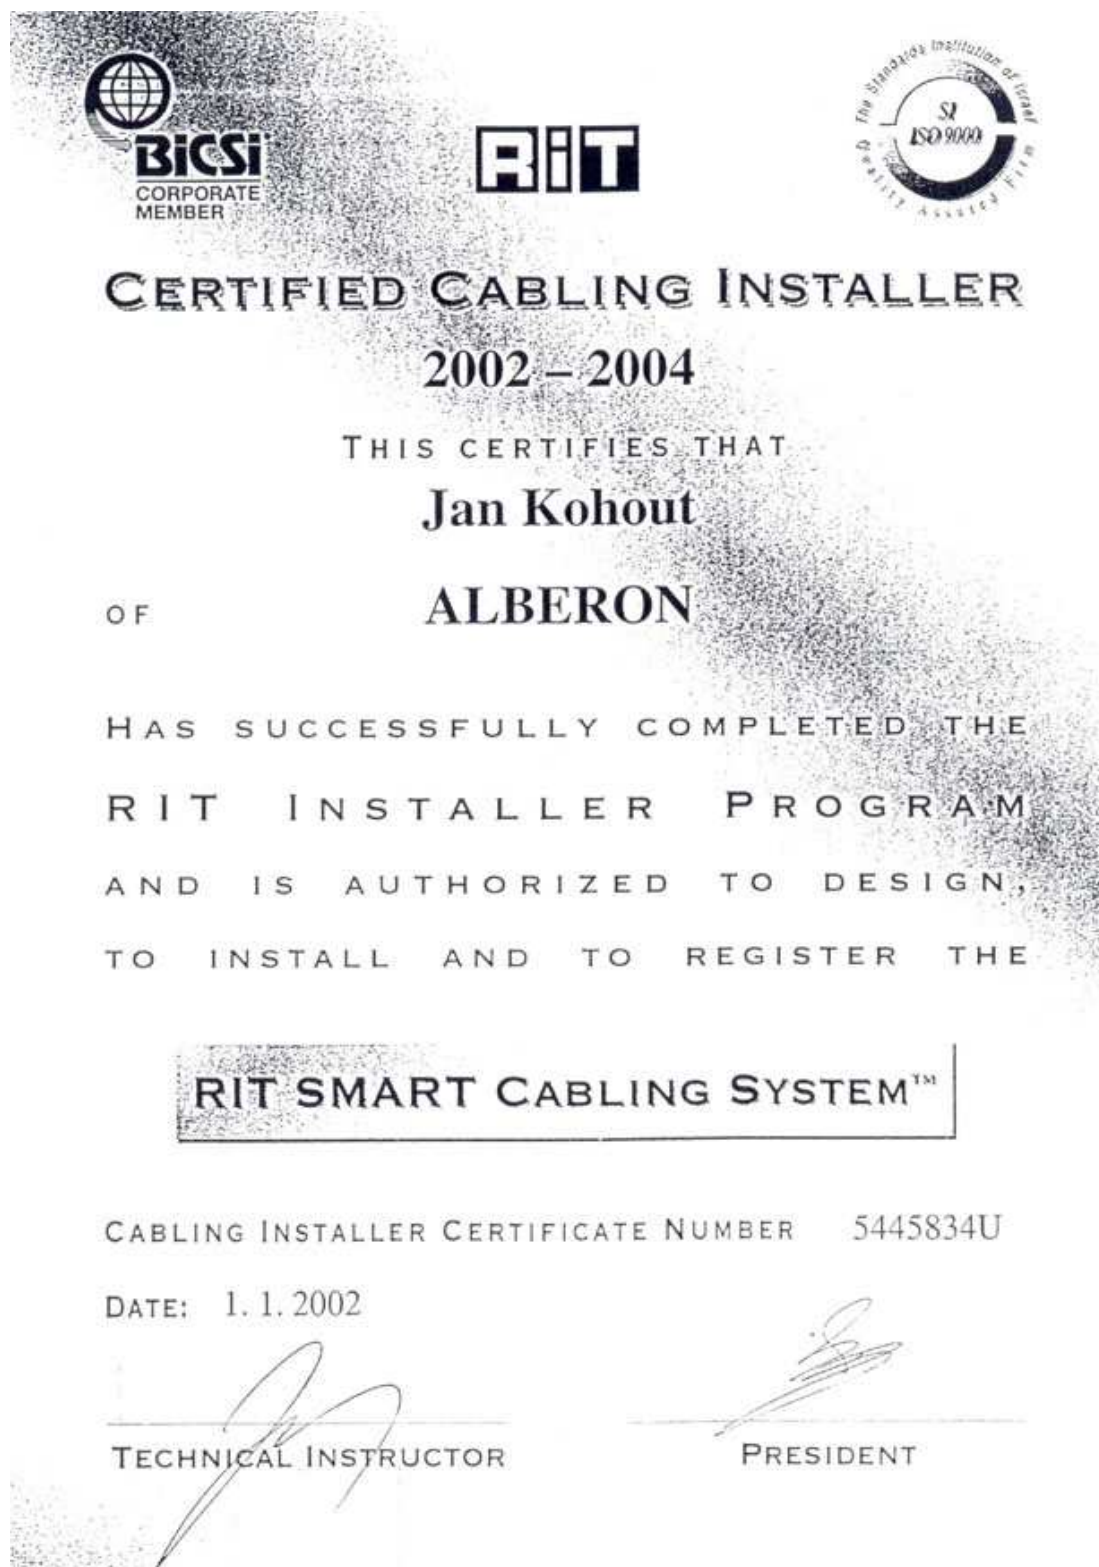 BiCSi
CORPORATE
MEMBER
RiT
The Standards Institution of Israel
SI
ISO 9000
Quality Assured Firm
CERTIFIED CABLING INSTALLER
2002 – 2004
THIS CERTIFIES THAT
Jan Kohout
OF ALBERON
HAS SUCCESSFULLY COMPLETED THE
RIT INSTALLER PROGRAM
AND IS AUTHORIZED TO DESIGN,
TO INSTALL AND TO REGISTER THE
RIT SMART CABLING SYSTEM™
CABLING INSTALLER CERTIFICATE NUMBER 5445834U
DATE: 1. 1. 2002
TECHNICAL INSTRUCTOR
PRESIDENT